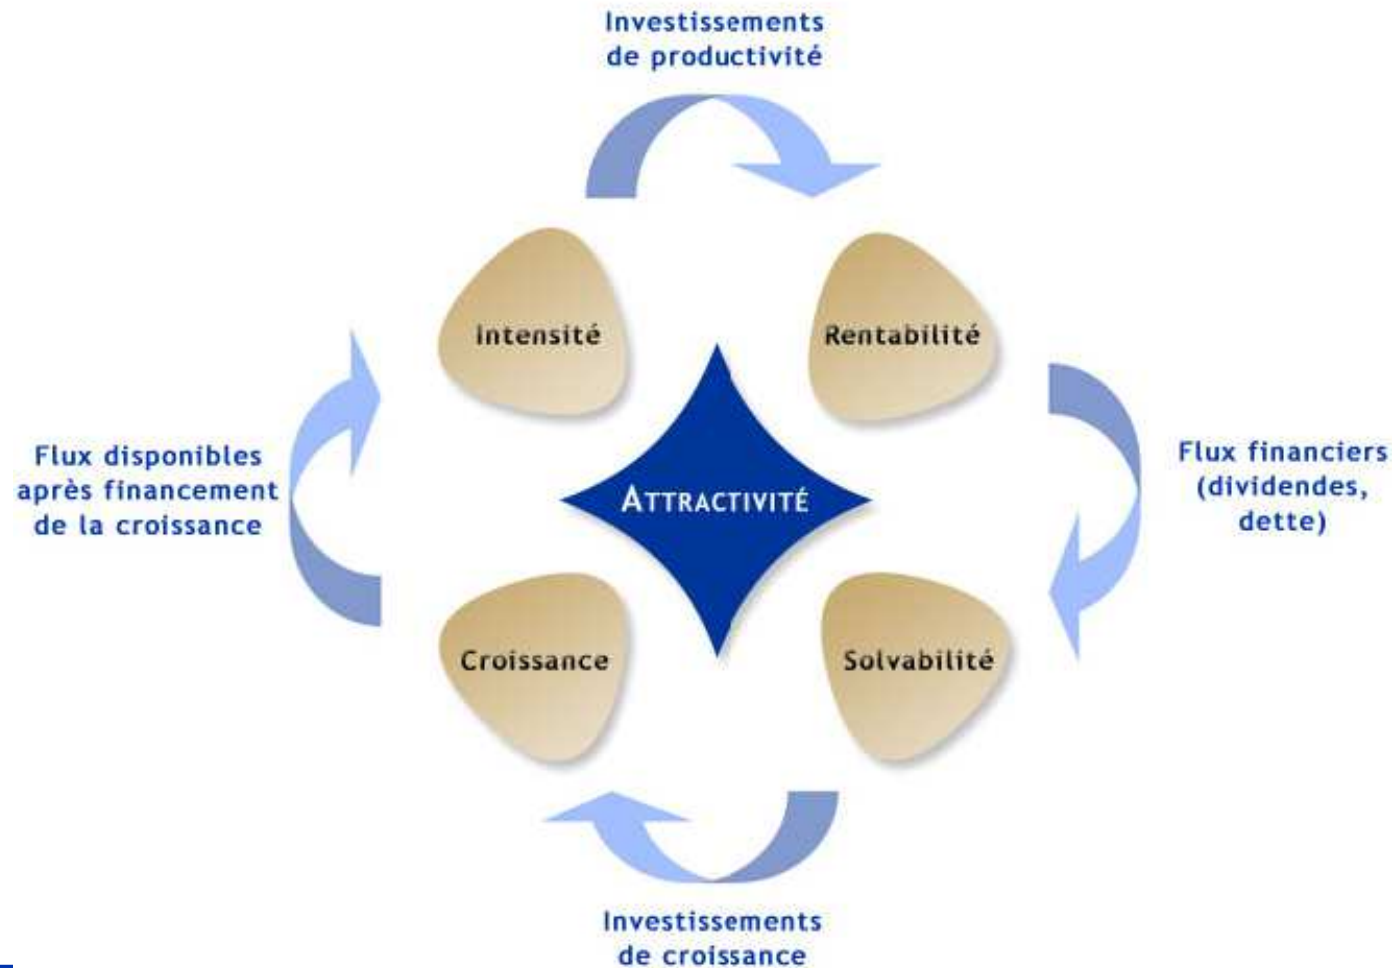 Investissements
de productivité
Intensité
Rentabilité
Flux disponibles
après financement
de la croissance
ATTRACTIVITÉ
Flux financiers
(dividendes,
dette)
Croissance
Solvabilité
Investissements
de croissance